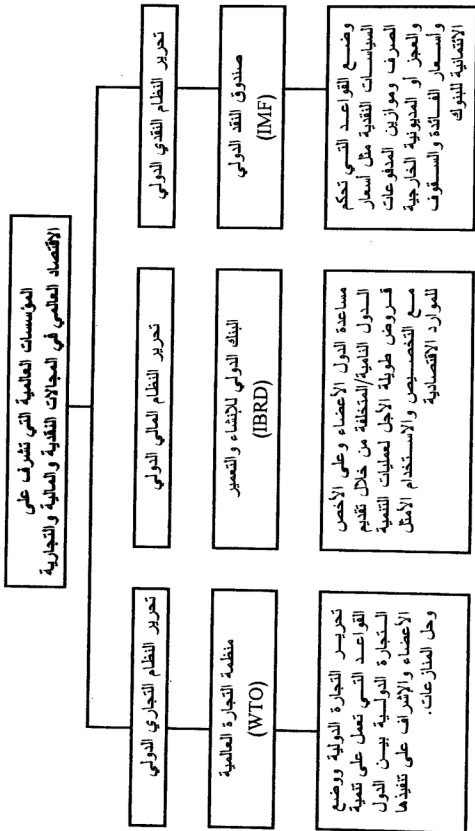 المؤسسات العالمية التي تشرف على
الاقتصاد العالمي في المجالات النقدية والمالية والتجارية
تحرير النظام النقدي الدولي
صندوق النقد الدولي
(IMF)
وضع القواعد التي تحكم
السياسات النقدية مثل أسعار
الصرف وموازين المدفوعات
والعجز أو المديونية الخارجية
وأسعار الفائدة والسقوف
الائتمانية للبنوك
تحرير النظام المالي الدولي
البنك الدولي للإنشاء والتعمير
(IBRD)
مساعدة الدول الأعضاء وعلى الأخص
الدول النامية/المتخلفة من خلال تقديم
قروض طويلة الأجل لعمليات التنمية
مع التخصيص والاستخدام الأمثل
للموارد الاقتصادية
تحرير النظام التجاري الدولي
منظمة التجارة العالمية
(WTO)
تحرير التجارة الدولية ووضع
القواعد التي تعمل على تنمية
التجارة الدولية بين الدول
الأعضاء والإشراف على تنفيذها
وحل المنازعات.